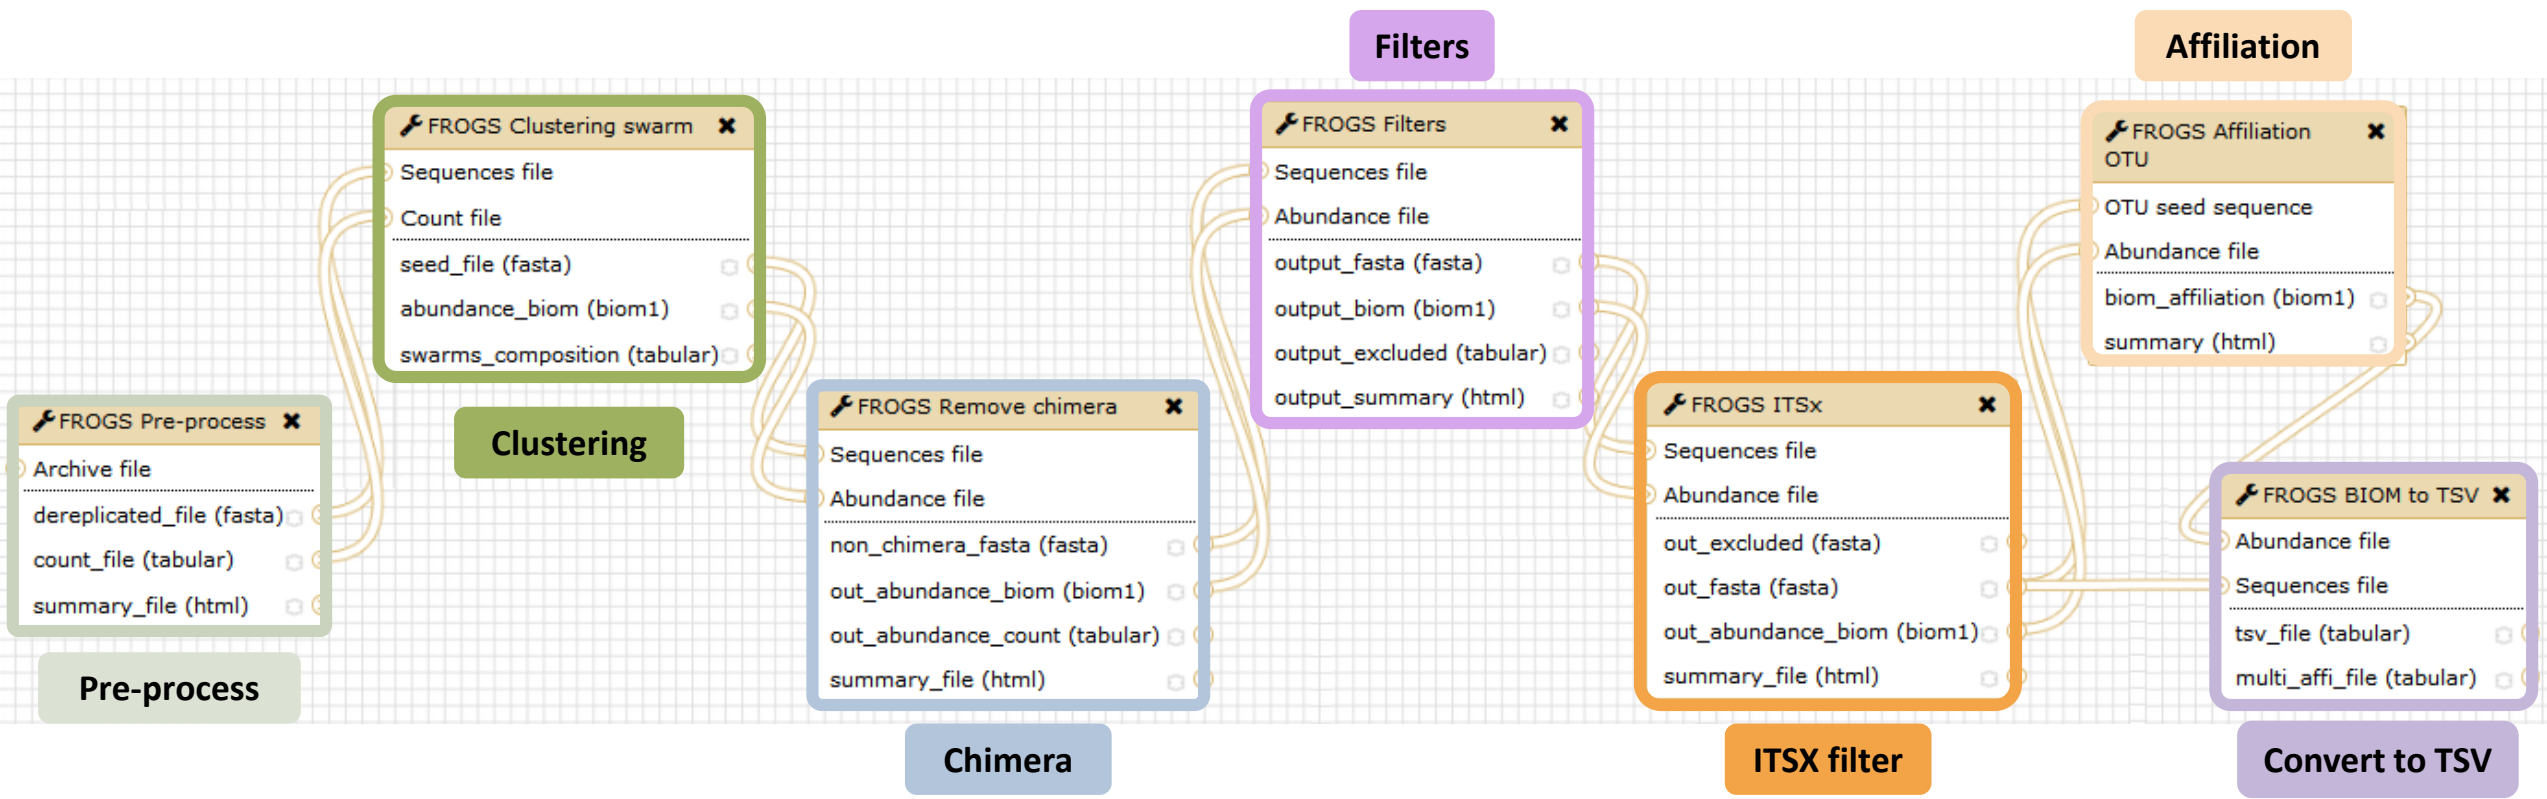 Pre-process
FROGS Pre-process
Archive file
dereplicated_file (fasta)
count_file (tabular)
summary_file (html)
FROGS Clustering swarm
Sequences file
Count file
seed_file (fasta)
abundance_biom (biom1)
swarms_composition (tabular)
Clustering
FROGS Remove chimera
Sequences file
Abundance file
non_chimera_fasta (fasta)
out_abundance_biom (biom1)
out_abundance_count (tabular)
summary_file (html)
Chimera
Filters
FROGS Filters
Sequences file
Abundance file
output_fasta (fasta)
output_biom (biom1)
output_excluded (tabular)
output_summary (html)
FROGS ITSx
Sequences file
Abundance file
out_excluded (fasta)
out_fasta (fasta)
out_abundance_biom (biom1)
summary_file (html)
ITSX filter
Affiliation
FROGS Affiliation
OTU
OTU seed sequence
Abundance file
biom_affiliation (biom1)
summary (html)
FROGS BIOM to TSV
Abundance file
Sequences file
tsv_file (tabular)
multi_affi_file (tabular)
Convert to TSV